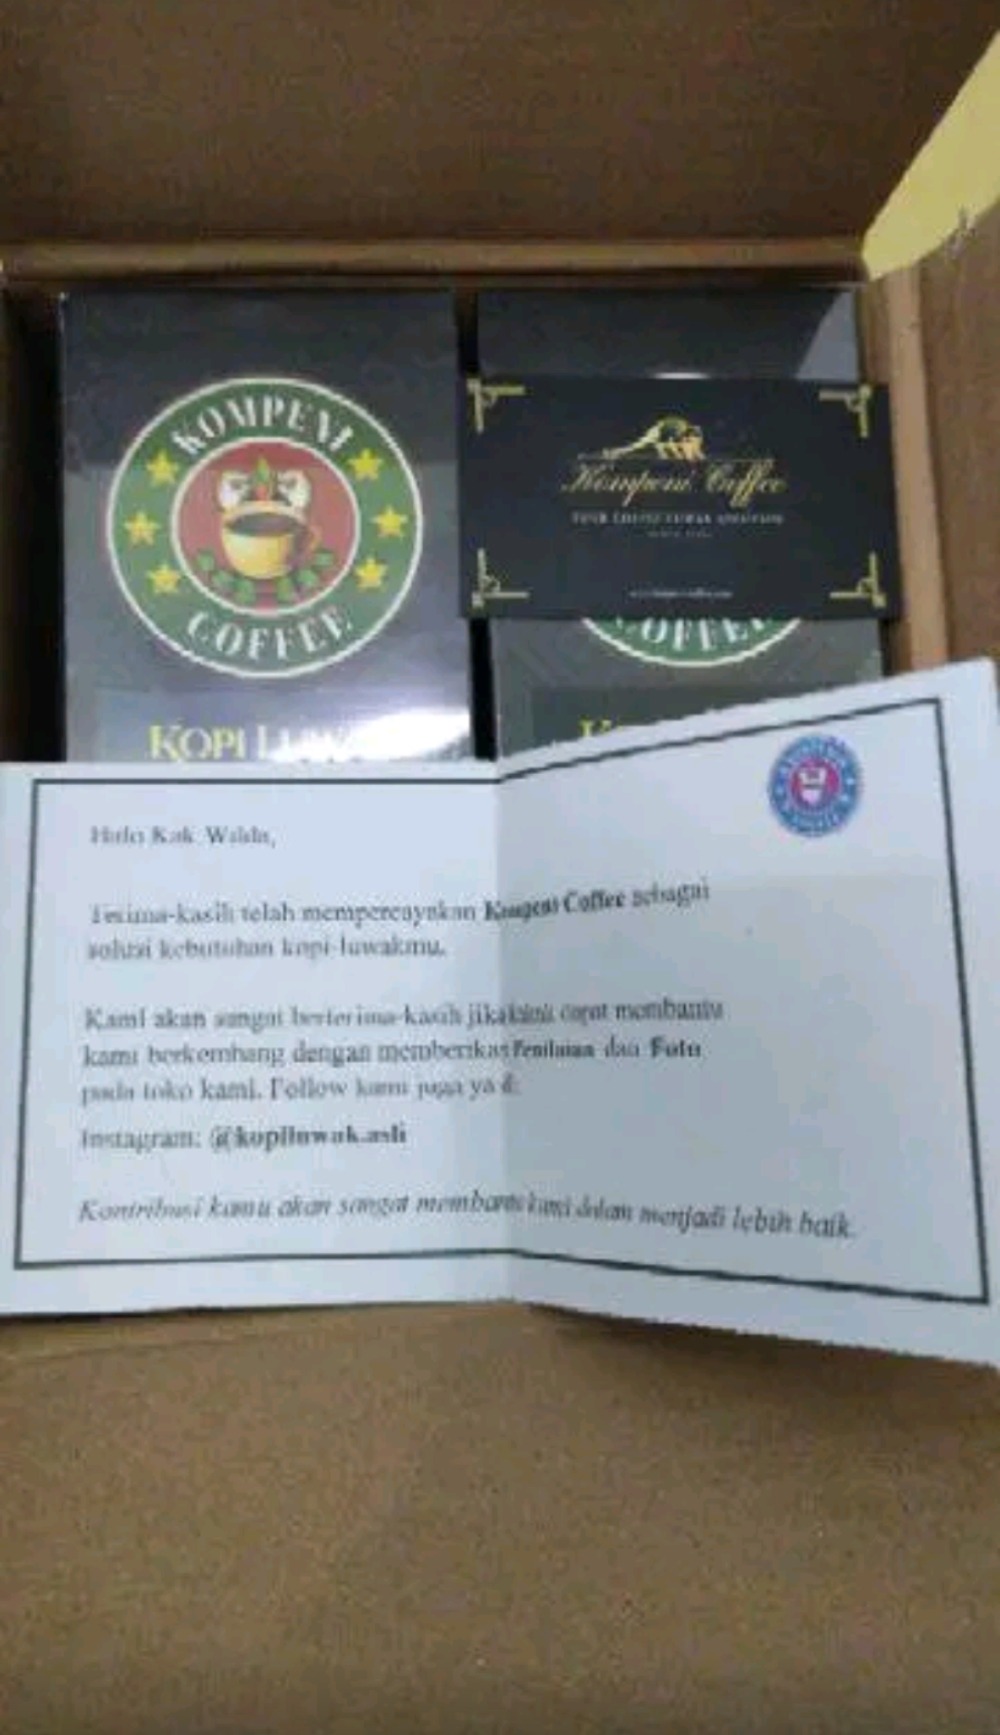 KOMPENI
COFFEE
Kompeni Coffee
COFFEE
KOPI LUWAK
Halo Kak
Terima-kasih telah mempercayakan Kompeni Coffee sebagai
solusi kebutuhan kopi-luwakmu.
Kami akan sangat berterima-kasih jika kamu dapat membantu
kami berkembang dengan memberikan Penilaian dan Foto
pada toko kami. Follow kami juga ya
Instagram: @kopiluwak.asli
Kontribusi kamu akan sangat membantu kami dalam menjadi lebih baik.